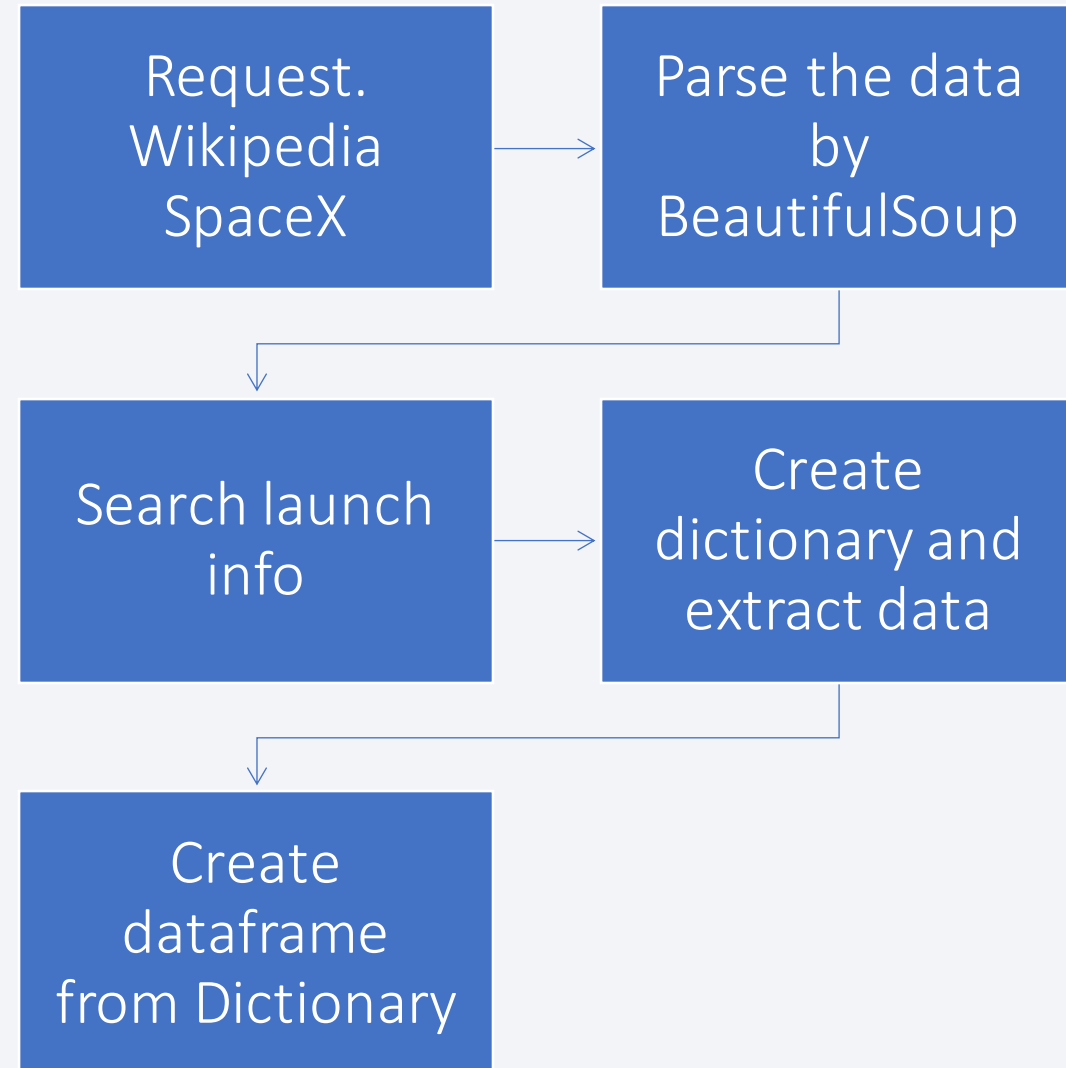 Request.
Wikipedia
SpaceX
Parse the data
by
BeautifulSoup
Search launch
info
Create
dictionary and
extract data
Create
dataframe
from Dictionary